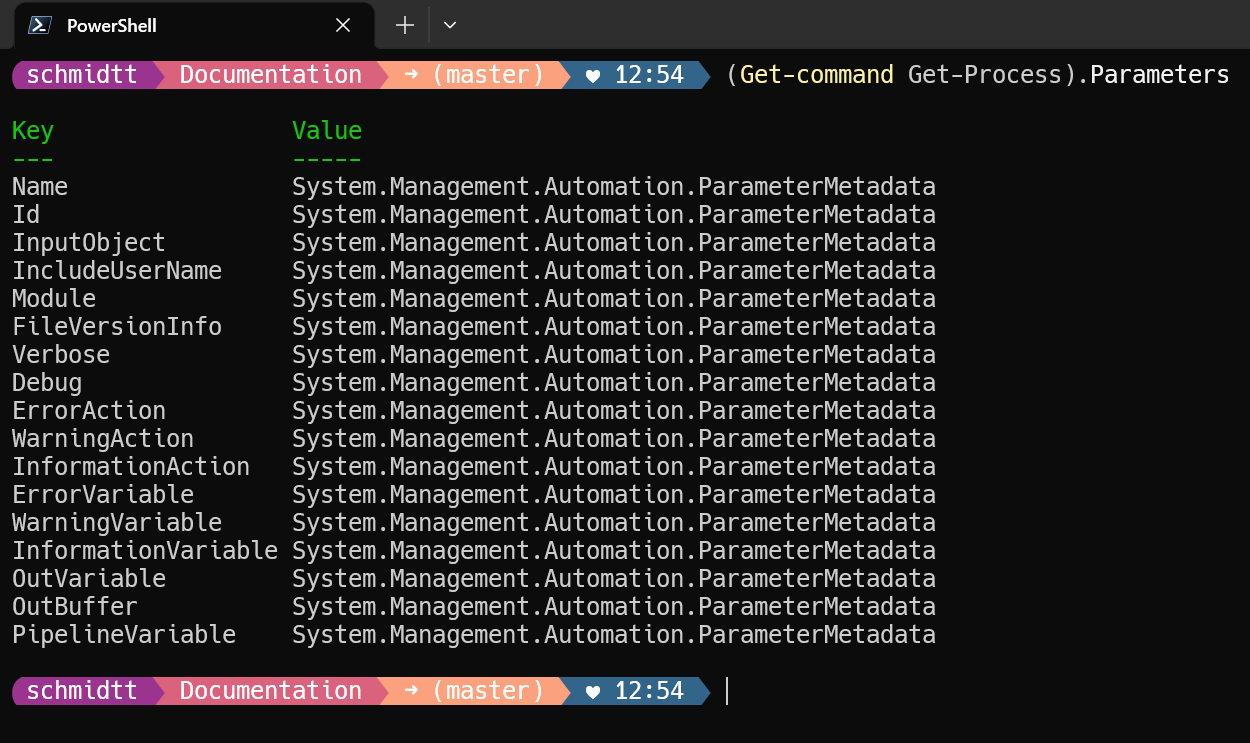 PowerShell
schmidtt Documentation ➜ (master) ♥ 12:54 (Get-command Get-Process).Parameters
Key Value
--- -----
Name System.Management.Automation.ParameterMetadata
Id System.Management.Automation.ParameterMetadata
InputObject System.Management.Automation.ParameterMetadata
IncludeUserName System.Management.Automation.ParameterMetadata
Module System.Management.Automation.ParameterMetadata
FileVersionInfo System.Management.Automation.ParameterMetadata
Verbose System.Management.Automation.ParameterMetadata
Debug System.Management.Automation.ParameterMetadata
ErrorAction System.Management.Automation.ParameterMetadata
WarningAction System.Management.Automation.ParameterMetadata
InformationAction System.Management.Automation.ParameterMetadata
ErrorVariable System.Management.Automation.ParameterMetadata
WarningVariable System.Management.Automation.ParameterMetadata
InformationVariable System.Management.Automation.ParameterMetadata
OutVariable System.Management.Automation.ParameterMetadata
OutBuffer System.Management.Automation.ParameterMetadata
PipelineVariable System.Management.Automation.ParameterMetadata
schmidtt Documentation ➜ (master) ♥ 12:54